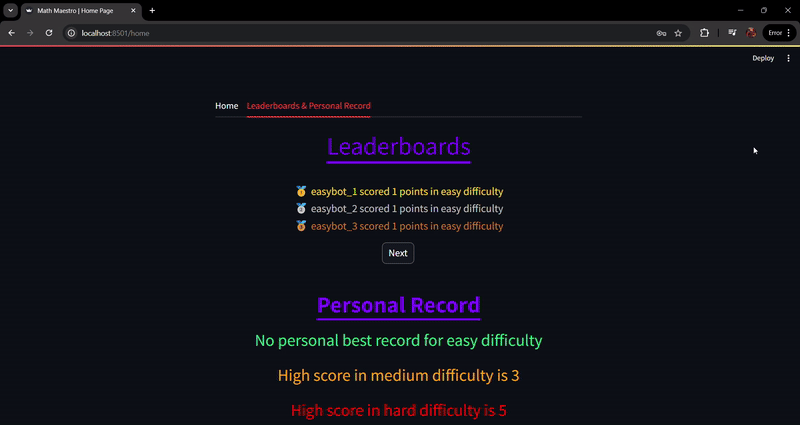 Math Maestro | Home Page
localhost:8501/home
Error
Deploy
Home
Leaderboards & Personal Record
Leaderboards
easybot_1 scored 1 points in easy difficulty
easybot_2 scored 1 points in easy difficulty
easybot_3 scored 1 points in easy difficulty
Next
Personal Record
No personal best record for easy difficulty
High score in medium difficulty is 3
High score in hard difficulty is 5